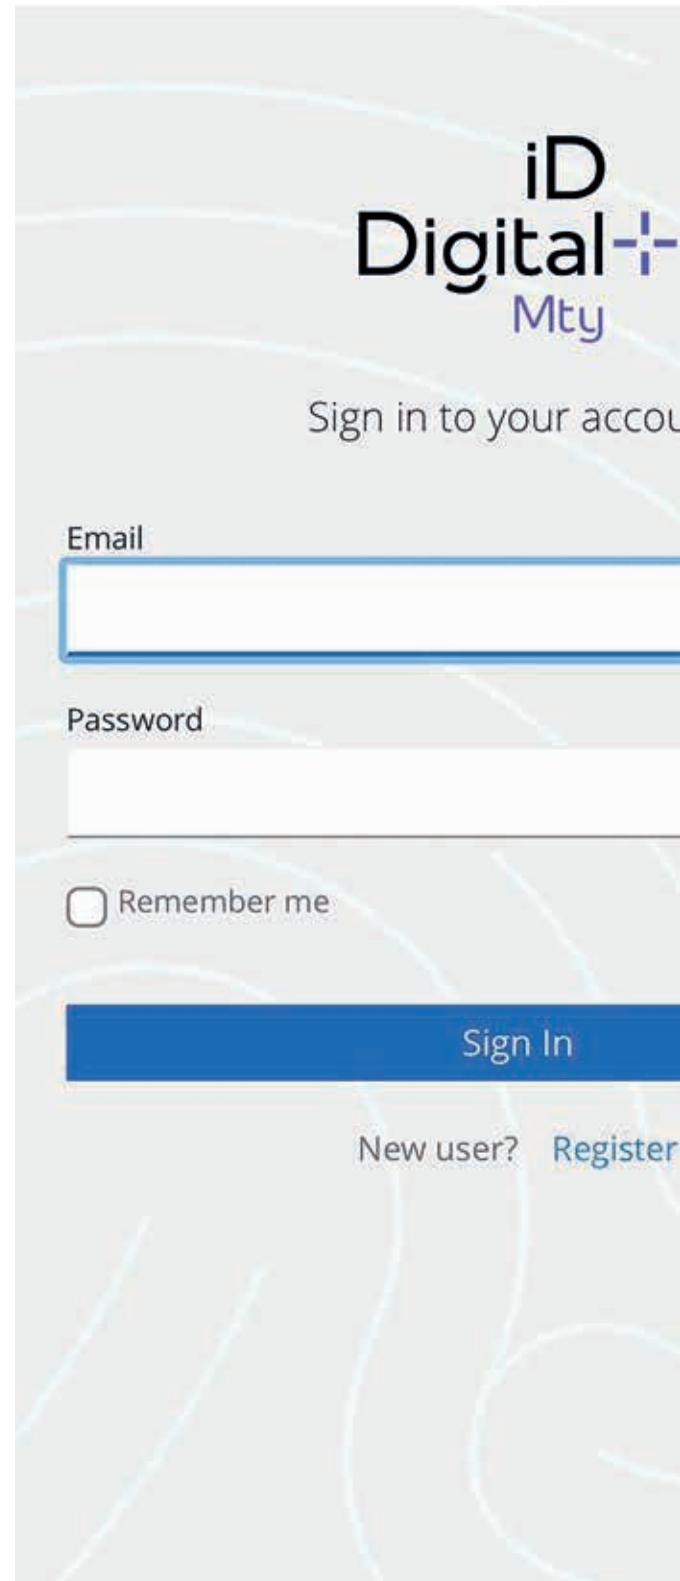 iD
Digital
Mty
Sign in to your accou
Email
Password
Remember me
Sign In
New user? Register